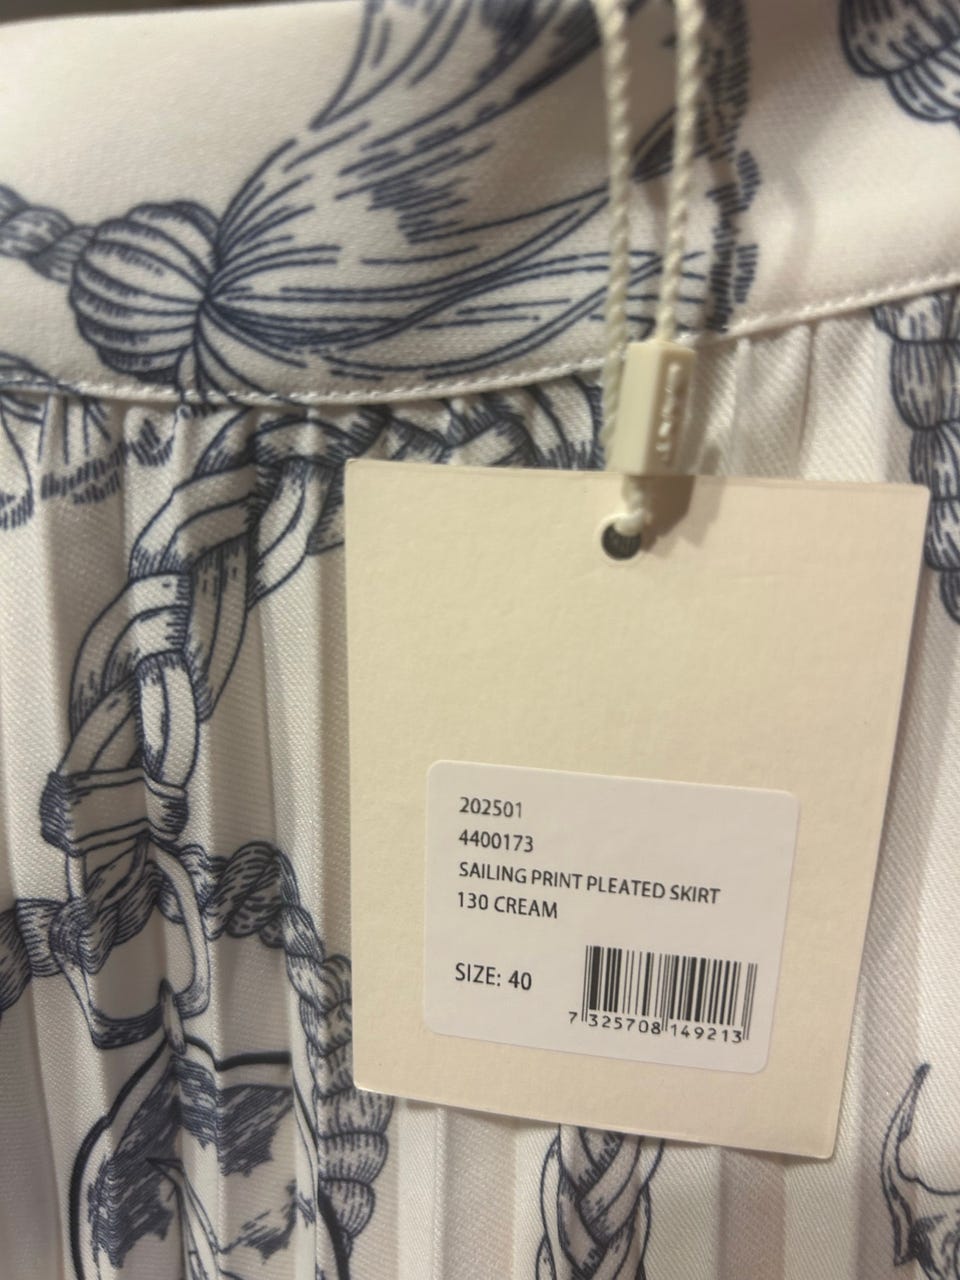 202501
4400173
SAILING PRINT PLEATED SKIRT
130 CREAM
SIZE: 40
7 325708 149213